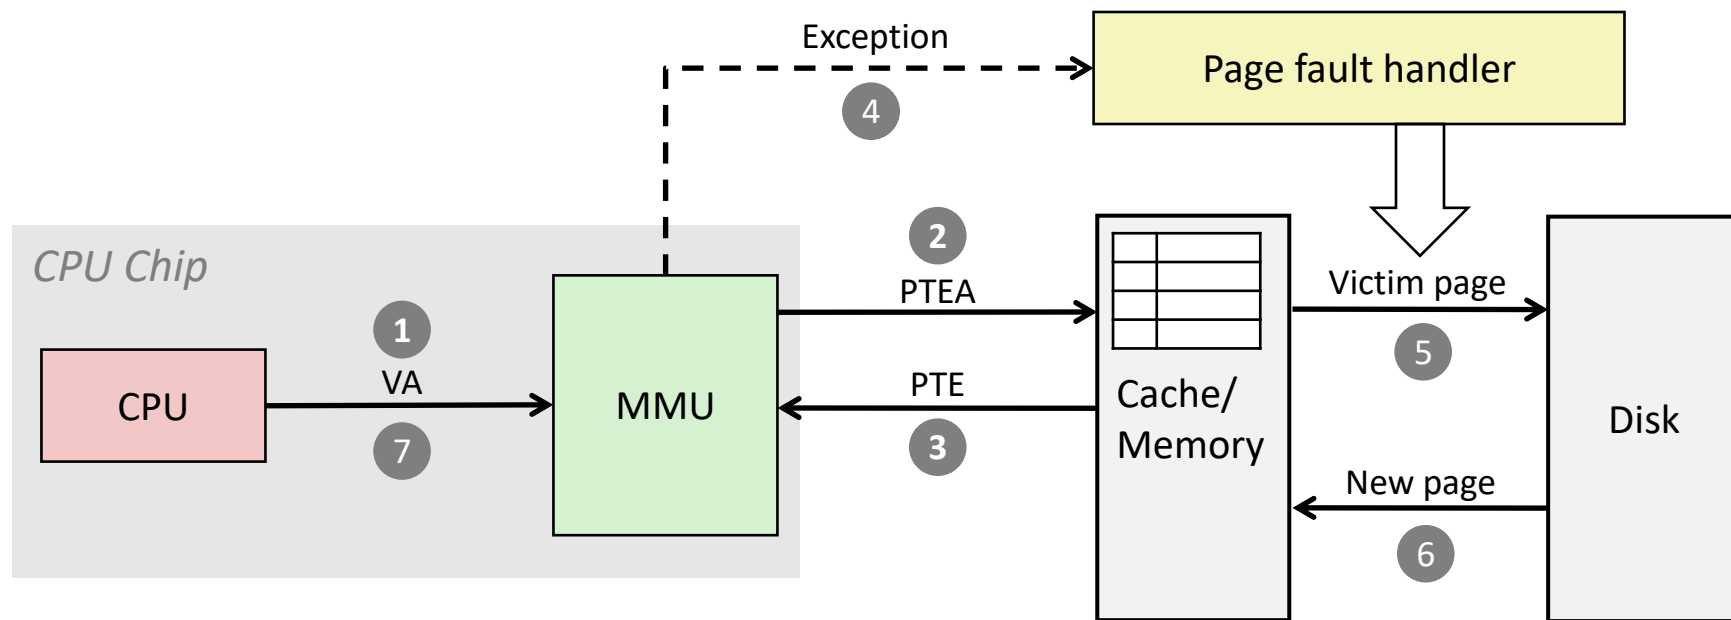 Exception
Page fault handler
4
2
CPU Chip
PTEA
Victim page
1
5
VA
PTE
CPU
MMU
Cache/
Memory
Disk
7
3
New page
6